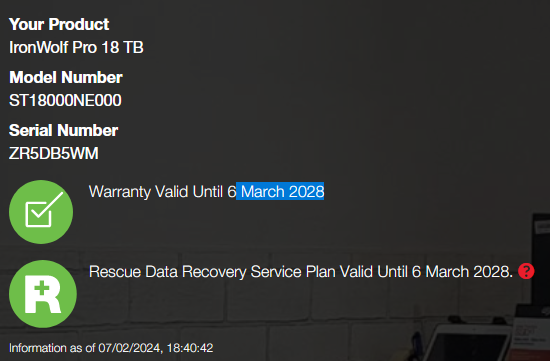 Your Product
IronWolf Pro 18 TB
Model Number
ST18000NE000
Serial Number
ZR5DB5WM
Warranty Valid Until 6 March 2028
Rescue Data Recovery Service Plan Valid Until 6 March 2028. ?
R
Information as of 07/02/2024, 18:40:42